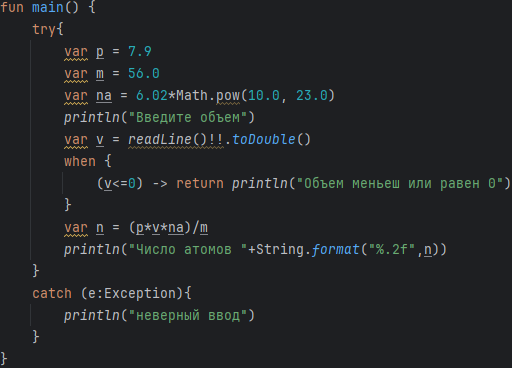 fun main() {
    try{
        var p = 7.9
        var m = 56.0
        var na = 6.02*Math.pow(10.0, 23.0)
        println("Введите объем")
        var v = readLine()!!.toDouble()
        when {
            (v<=0) -> return println("Объем меньеш или равен 0")
        }
        var n = (p*v*na)/m
        println("Число атомов "+String.format("%.2f",n))
    }
    catch (e:Exception){
        println("неверный ввод")
    }
}